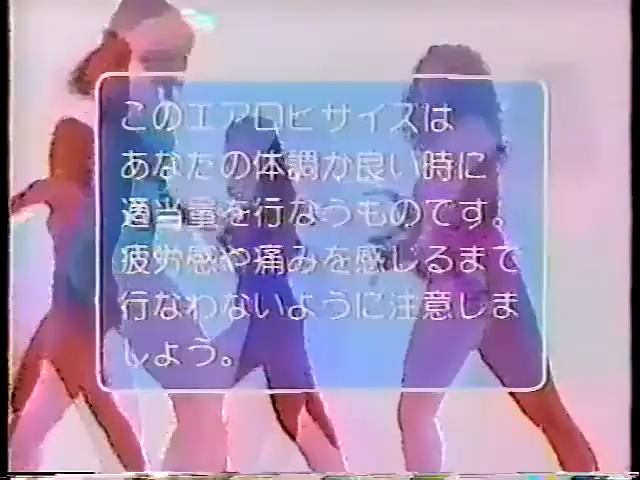 このエアロビサイズは
あなたの体調が良い時に
適当量を行なうものです。
疲労感や痛みを感じるまで
行なわないように注意しま
しょう。